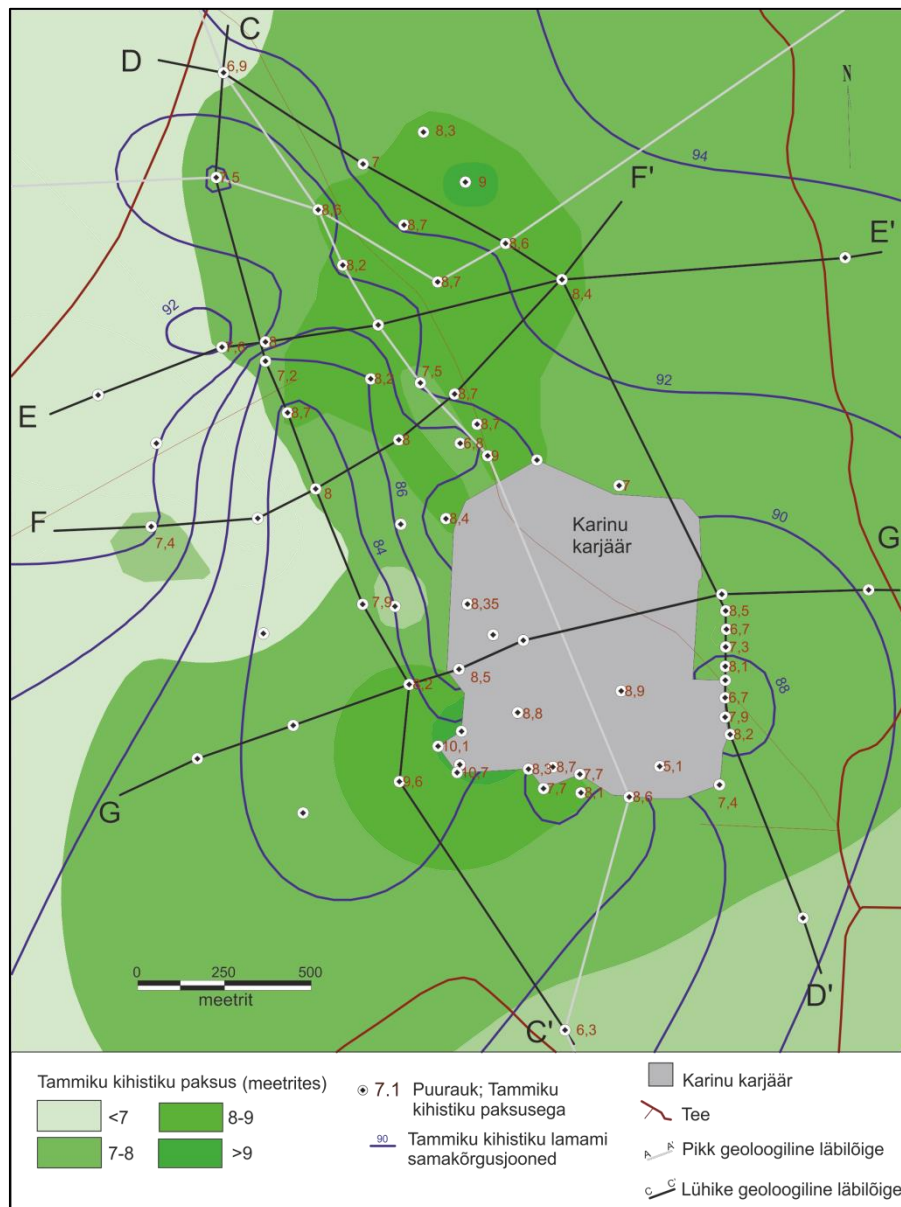 C
D
6,9
N
8,3
94
7
9
F'
7,5
8,6
8,7
8,6
E'
8,2
8,7
8,4
92
7,6
8
7,2
8,2
7,5
92
E
8,7
8,7
8,7
8
6,8
9
86
7
F
8
Karinu
karjäär
90
7,4
8,4
84
G
7,9
8,35
8,5
6,7
7,3
8,1
8,5
88
8,2
8,9
6,7
8,8
7,9
8,2
10,1
10,7
8,3
8,7
7,7
5,1
G
9,6
7,7
8,1
8,6
7,4
0 250 500
meetrit
D'
C'
6,3
Tammiku kihistiku paksus (meetrites)
<7
8-9
7-8
>9
7.1 Puurauk; Tammiku
kihistiku paksusega
90 Tammiku kihistiku lamami
samakõrgusjooned
Karinu karjäär
Tee
A A' Pikk geoloogiline läbilõige
C C' Lühike geoloogiline läbilõige